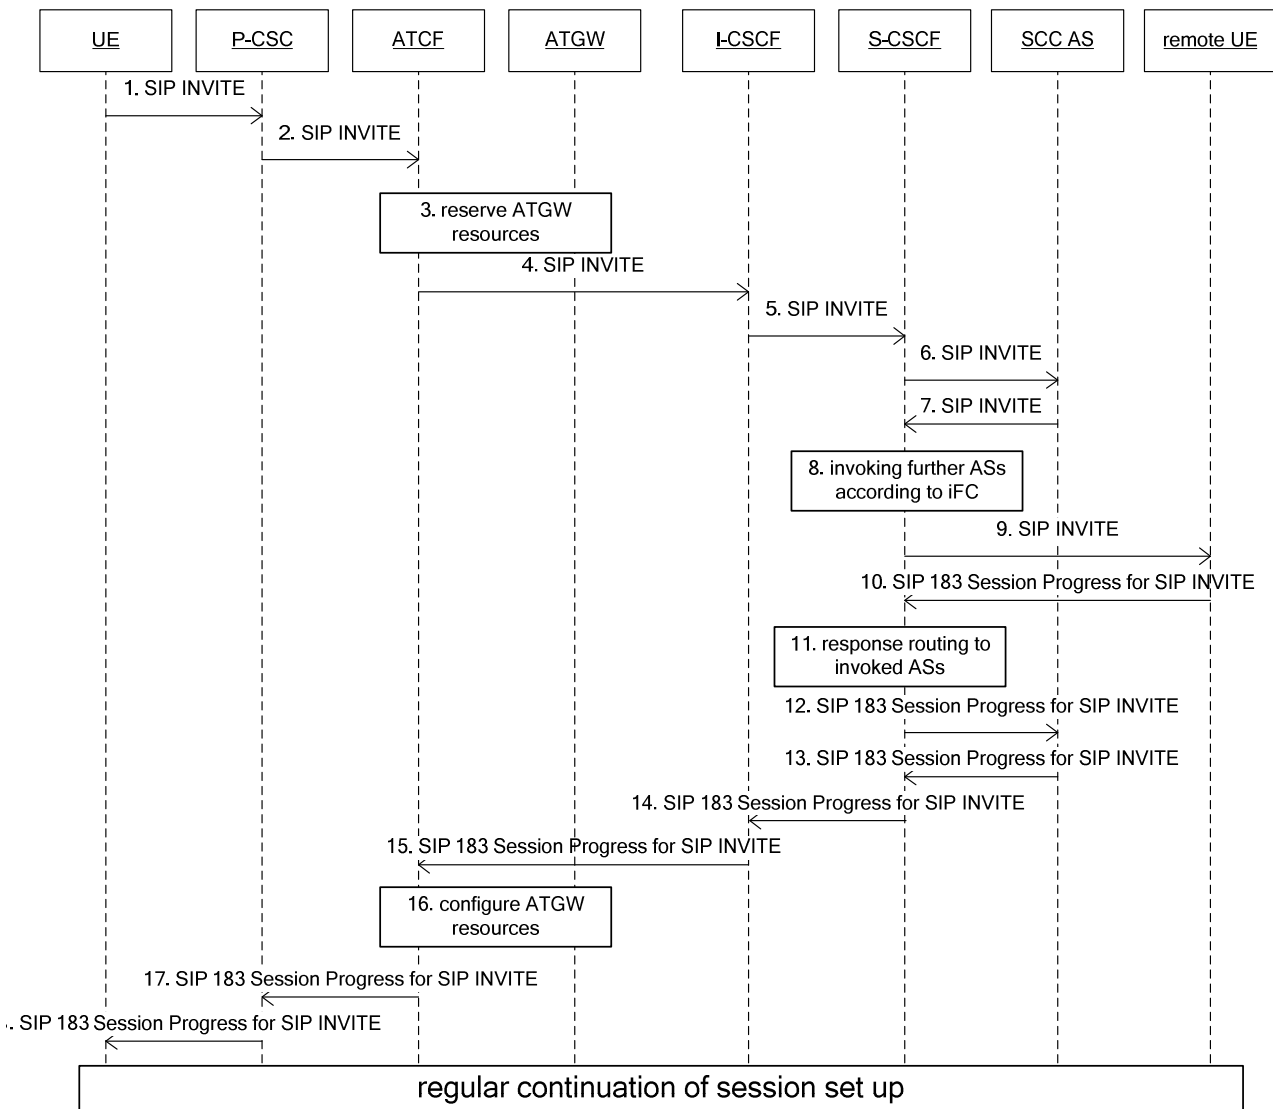 UE
P-CSC
ATCF
ATGW
I-CSCF
S-CSCF
SCC AS
remote UE
1. SIP INVITE
2. SIP INVITE
3. reserve ATGW
resources
4. SIP INVITE
5. SIP INVITE
6. SIP INVITE
7. SIP INVITE
8. invoking further ASs
according to iFC
9. SIP INVITE
10. SIP 183 Session Progress for SIP INVITE
11. response routing to
invoked ASs
12. SIP 183 Session Progress for SIP INVITE
13. SIP 183 Session Progress for SIP INVITE
14. SIP 183 Session Progress for SIP INVITE
15. SIP 183 Session Progress for SIP INVITE
16. configure ATGW
resources
17. SIP 183 Session Progress for SIP INVITE
. SIP 183 Session Progress for SIP INVITE
regular continuation of session set up